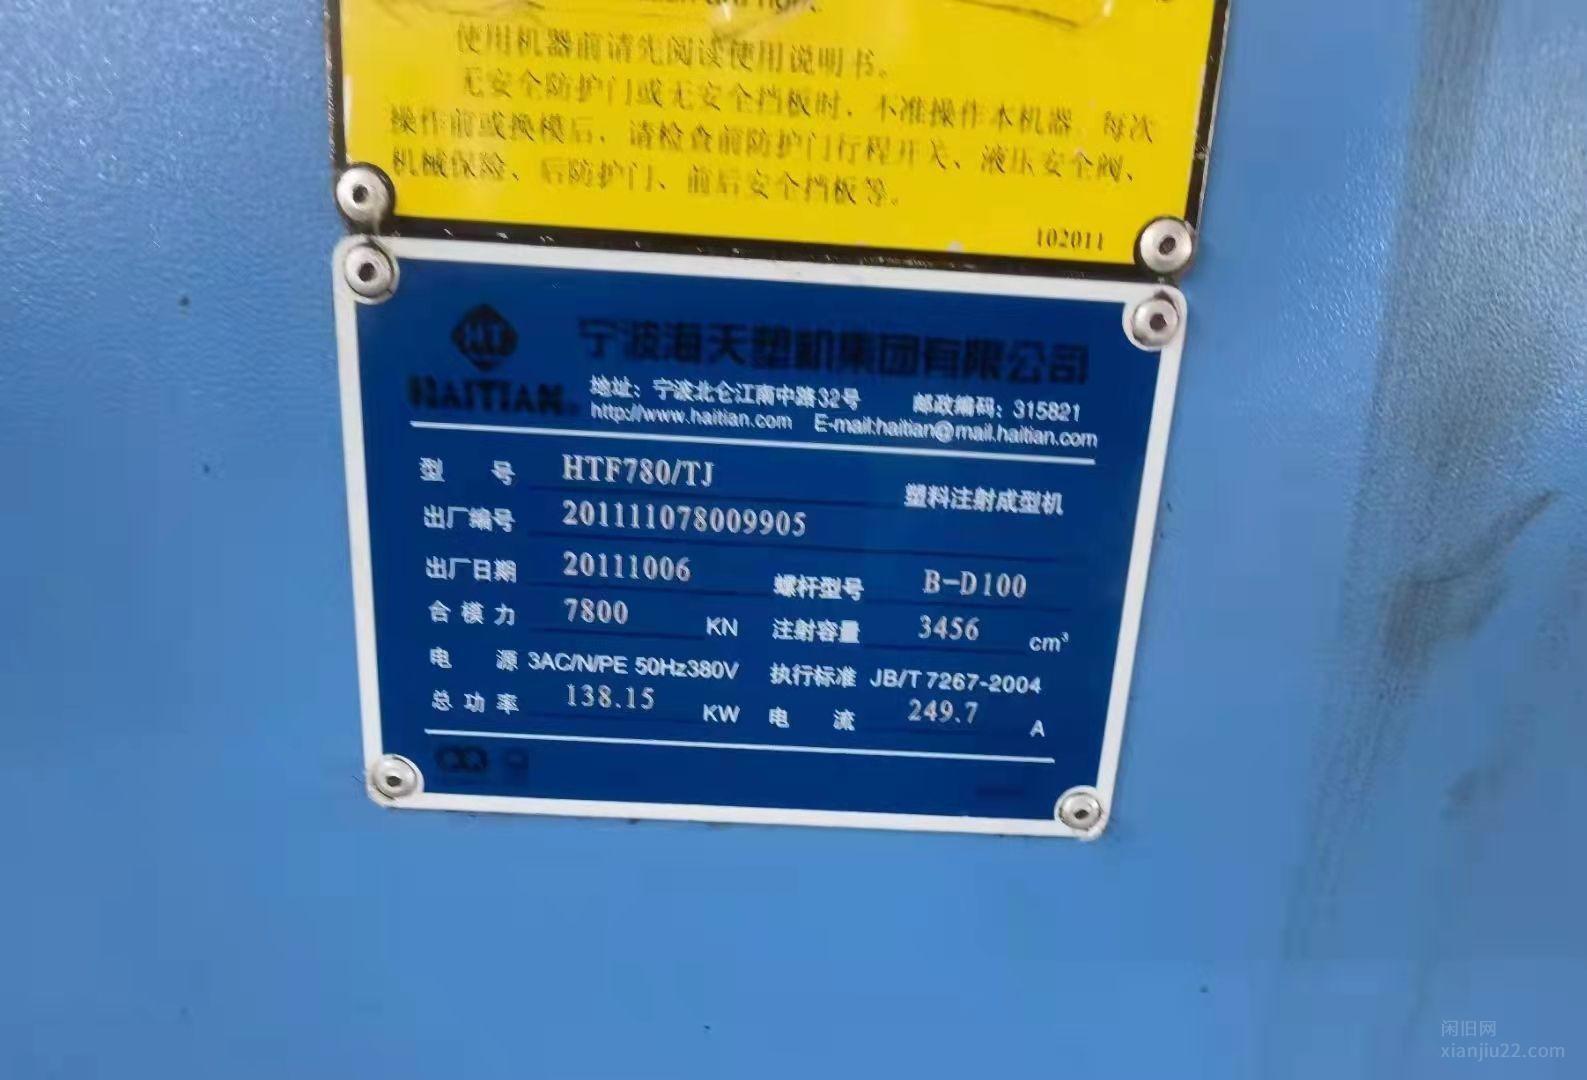 使用机器前请先阅读使用说明书。
无安全防护门或无安全挡板时，不准操作本机器 每次
操作前或换模后，请检查前防护门行程开关、液压安全阀、
机械保险、后防护门、前后安全挡板等。
102011
HT
HAITIAN
宁波海天塑机集团有限公司
地址：宁波北仑江南中路32号 邮政编码：315821
http://www.haitian.com E-mail:haitian@mail.haitian.com
型 号 HTF780/TJ 塑料注射成型机
出厂编号 201111078009905
出厂日期 20111006 螺杆型号 B-D100
合模力 7800 KN 注射容量 3456 cm³
电 源 3AC/N/PE 50Hz380V 执行标准 JB/T 7267-2004
总功率 138.15 KW 电 流 249.7 A
闲旧网
xianjiu22.com